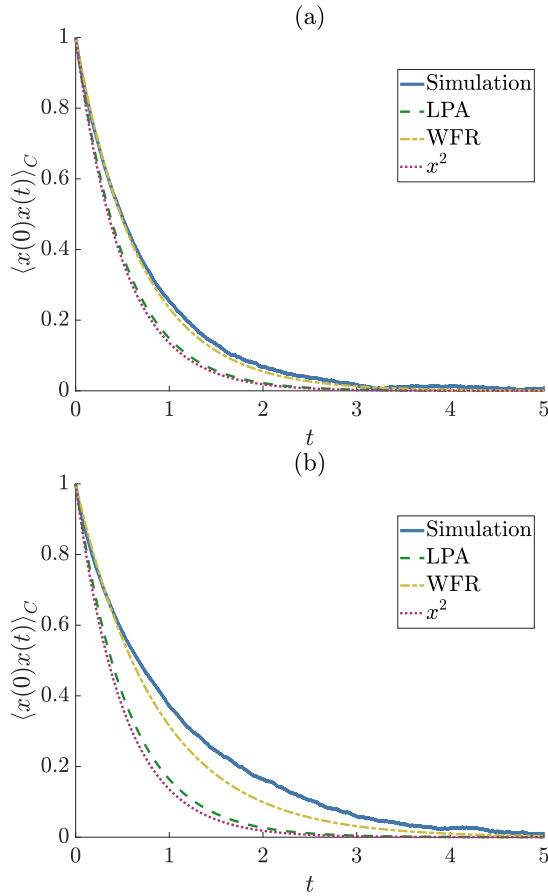 (a)
1
0.8
0.6
0.4
0.2
0
0 1 2 3 4 5
⟨x(0)x(t)⟩_C
t
Simulation
LPA
WFR
x²
(b)
1
0.8
0.6
0.4
0.2
0
0 1 2 3 4 5
⟨x(0)x(t)⟩_C
t
Simulation
LPA
WFR
x²